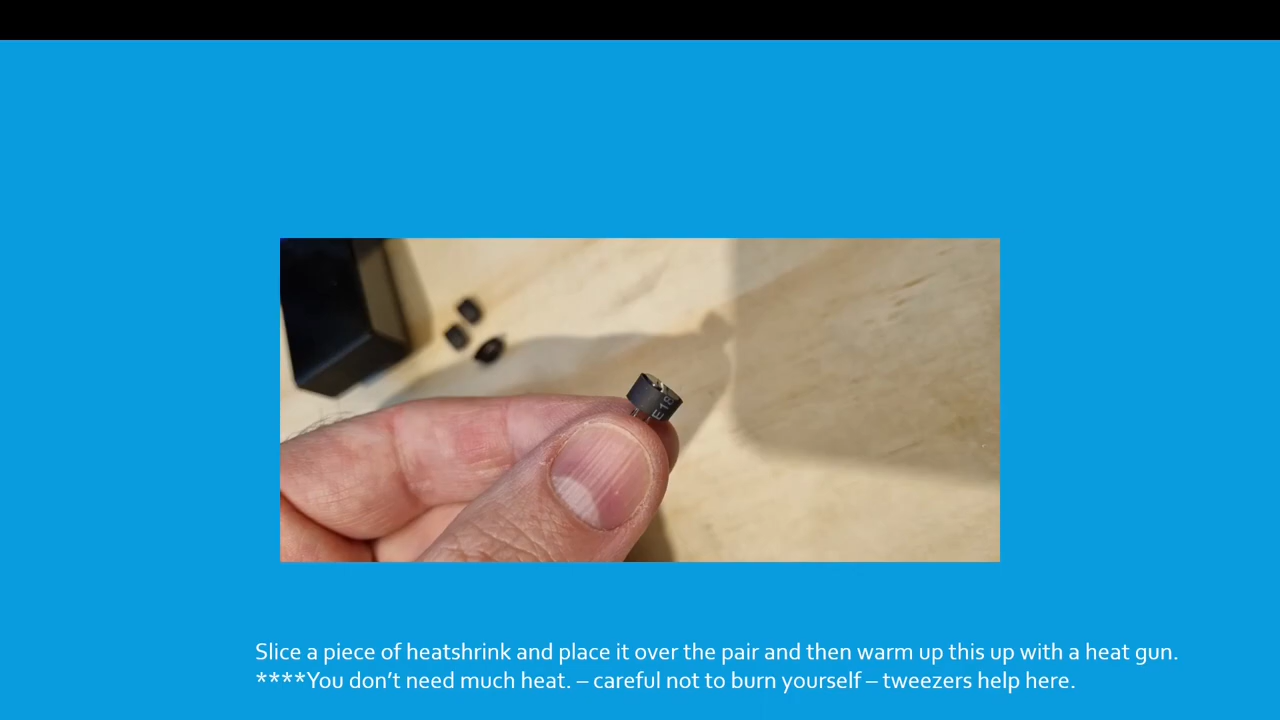 E18
Slice a piece of heatshrink and place it over the pair and then warm up this up with a heat gun.
****You don’t need much heat. – careful not to burn yourself – tweezers help here.